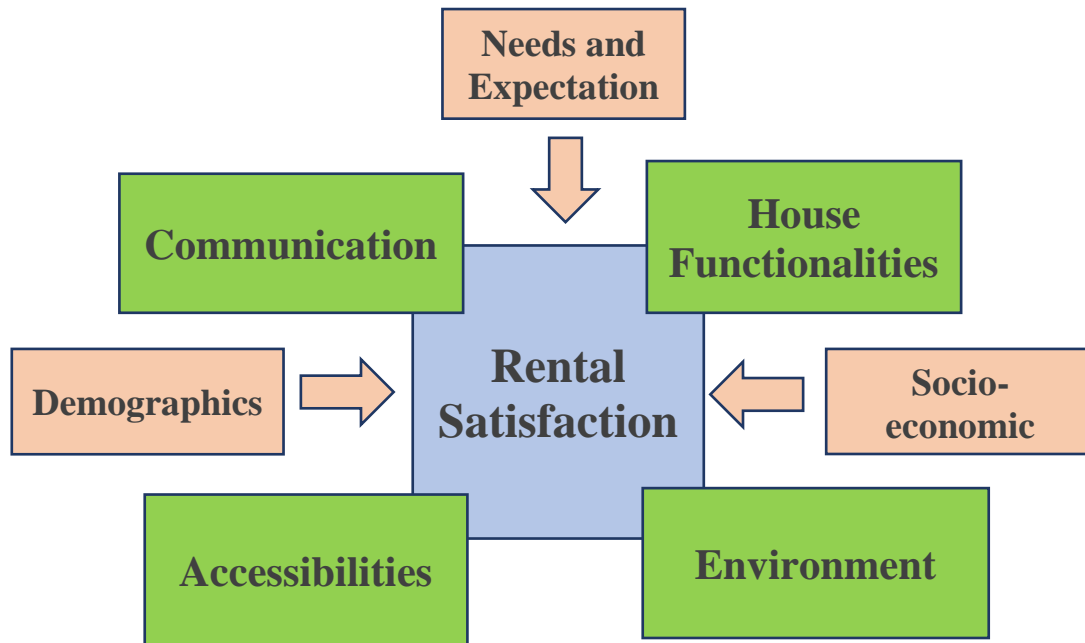 Needs and
Expectation
Communication
House
Functionalities
Demographics
Rental
Satisfaction
Socio-
economic
Accessibilities
Environment